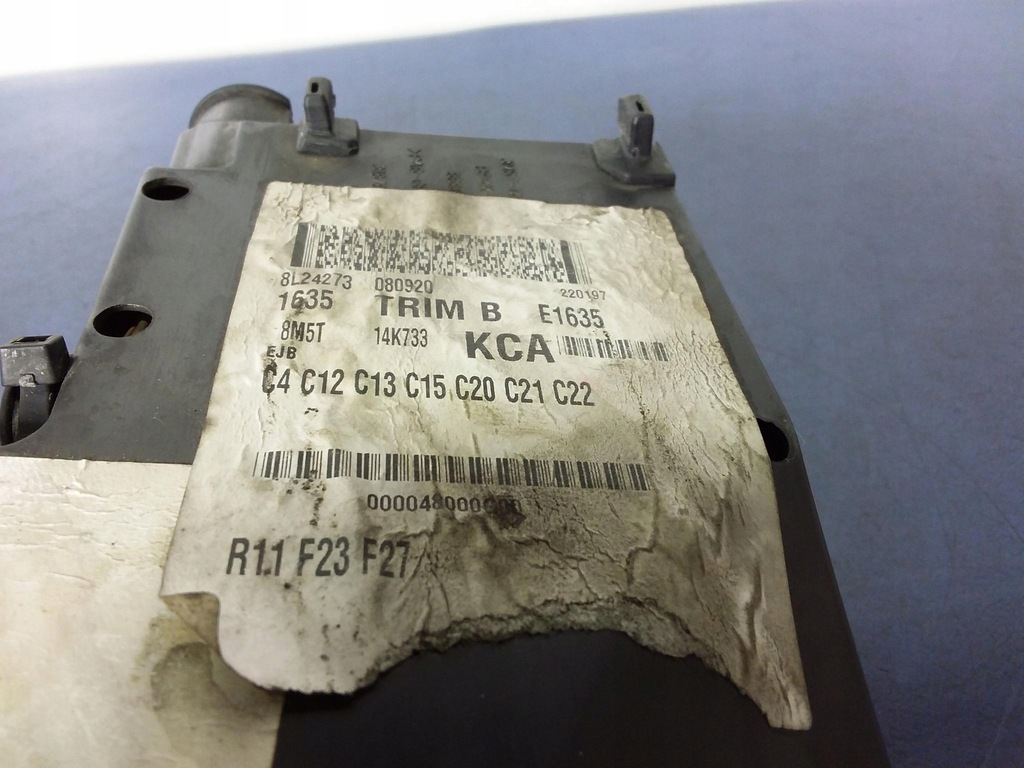 8L24273 080920 220197
1635 TRIM B E1635
8M5T 14K733 KCA
EJB
C4 C12 C13 C15 C20 C21 C22
R1.1 F23 F27